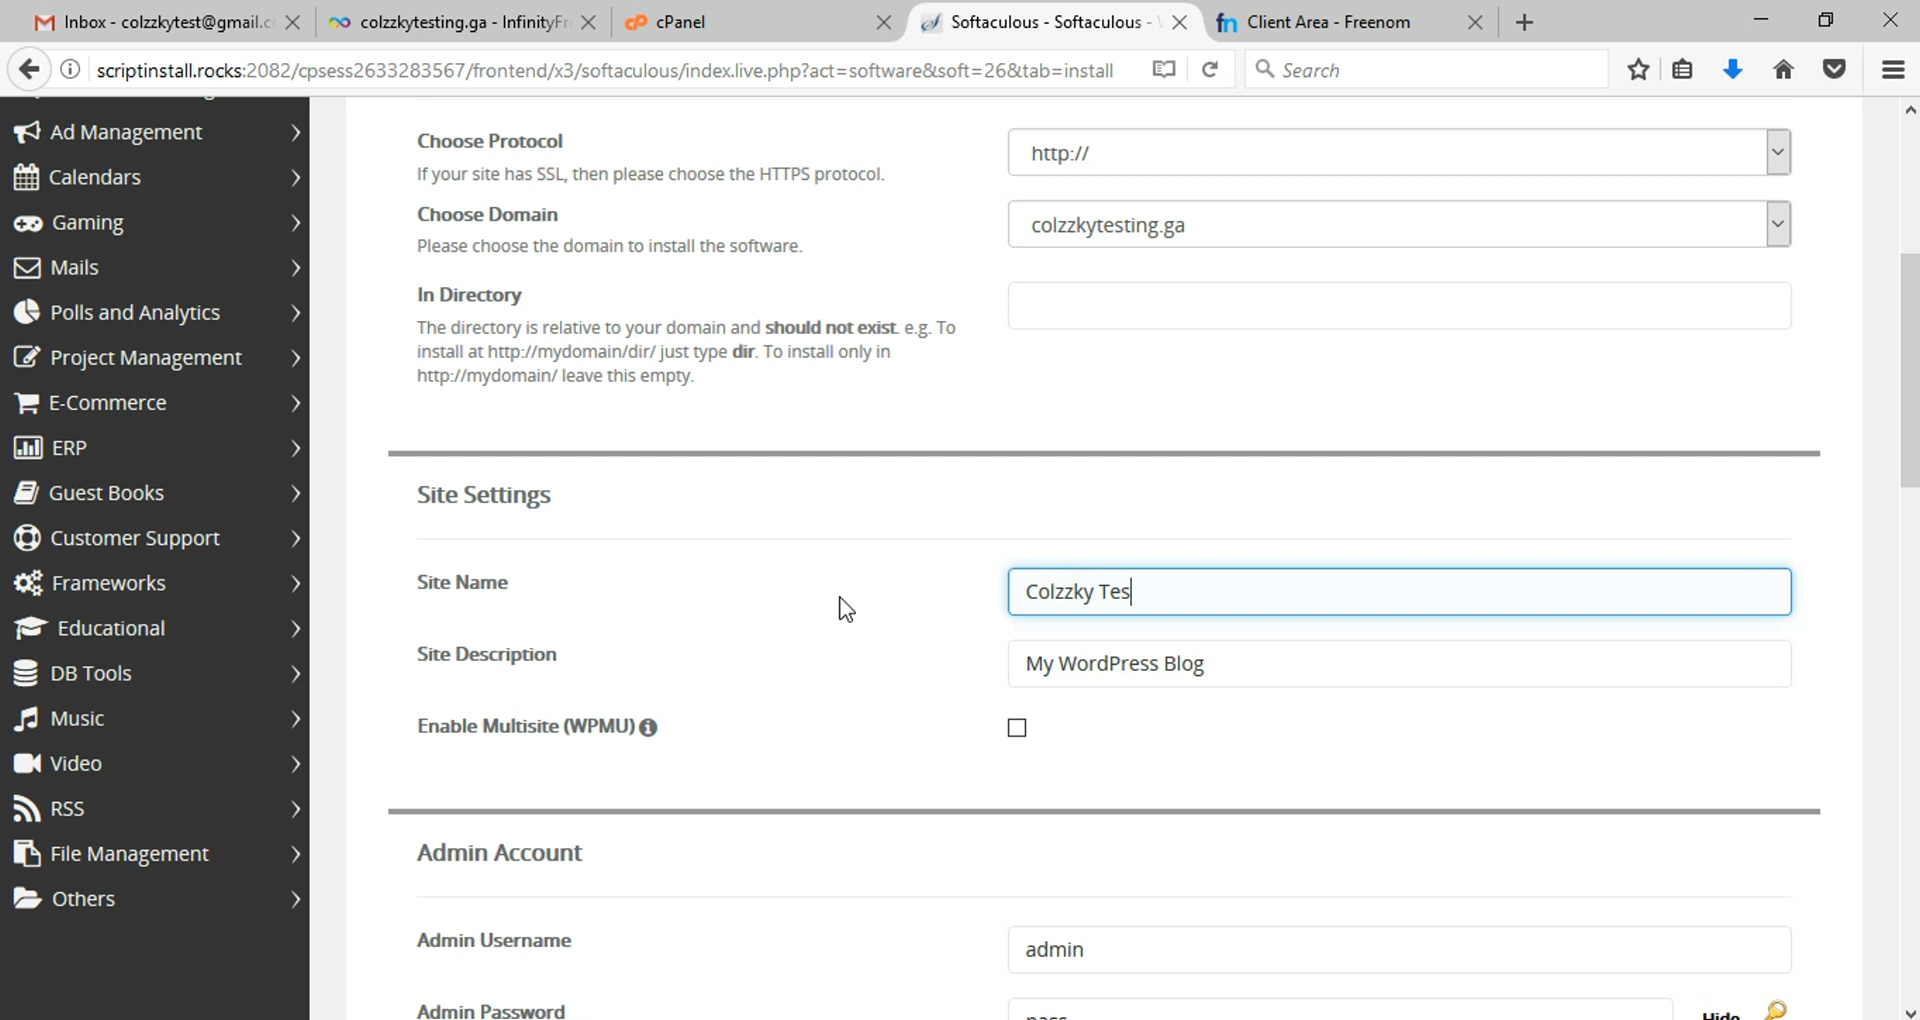 Inbox - colzzkytest@gmail.c
colzzkytesting.ga - InfinityFr
cPanel
Softaculous - Softaculous -
Client Area - Freenom
scriptinstall.rocks:2082/cpsess2633283567/frontend/x3/softaculous/index.live.php?act=software&soft=26&tab=install
Search
Ad Management
Calendars
Gaming
Mails
Polls and Analytics
Project Management
E-Commerce
ERP
Guest Books
Customer Support
Frameworks
Educational
DB Tools
Music
Video
RSS
File Management
Others
Choose Protocol
If your site has SSL, then please choose the HTTPS protocol.
http://
Choose Domain
Please choose the domain to install the software.
colzzkytesting.ga
In Directory
The directory is relative to your domain and should not exist. e.g. To
install at http://mydomain/dir/ just type dir. To install only in
http://mydomain/ leave this empty.
Site Settings
Site Name
Colzzky Tes
Site Description
My WordPress Blog
Enable Multisite (WPMU)
Admin Account
Admin Username
admin
Admin Password
pass
Hide